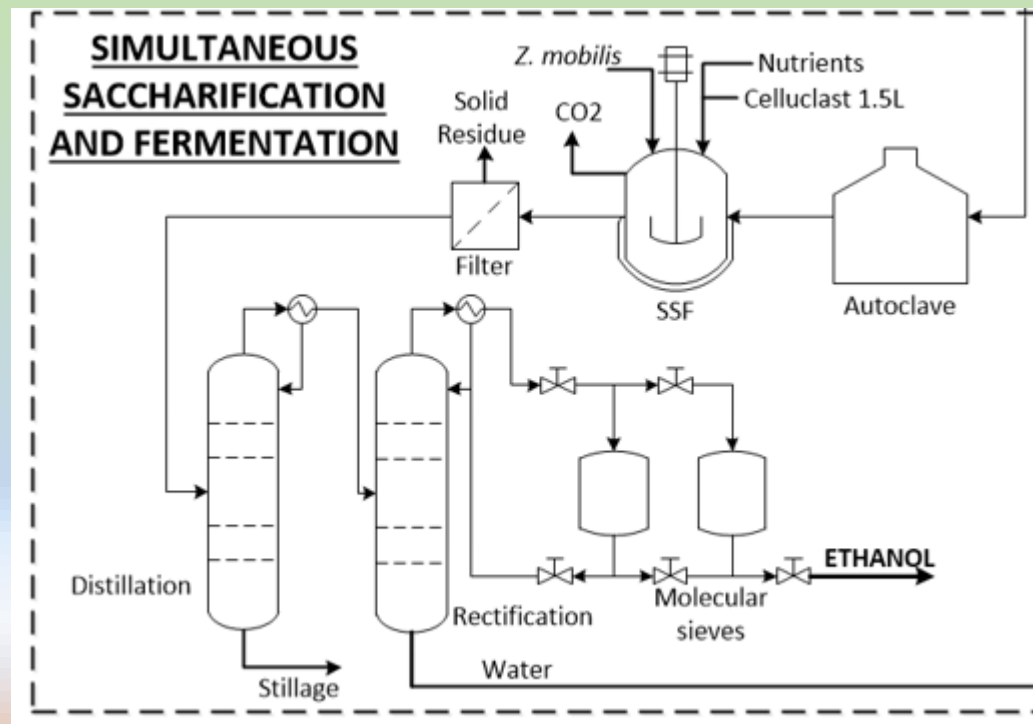 SIMULTANEOUS
SACCHARIFICATION
AND FERMENTATION
Z. mobilis
Nutrients
Celluclast 1.5L
CO2
Solid
Residue
Filter
SSF
Autoclave
Distillation
Rectification
Molecular
sieves
ETHANOL
Stillage
Water